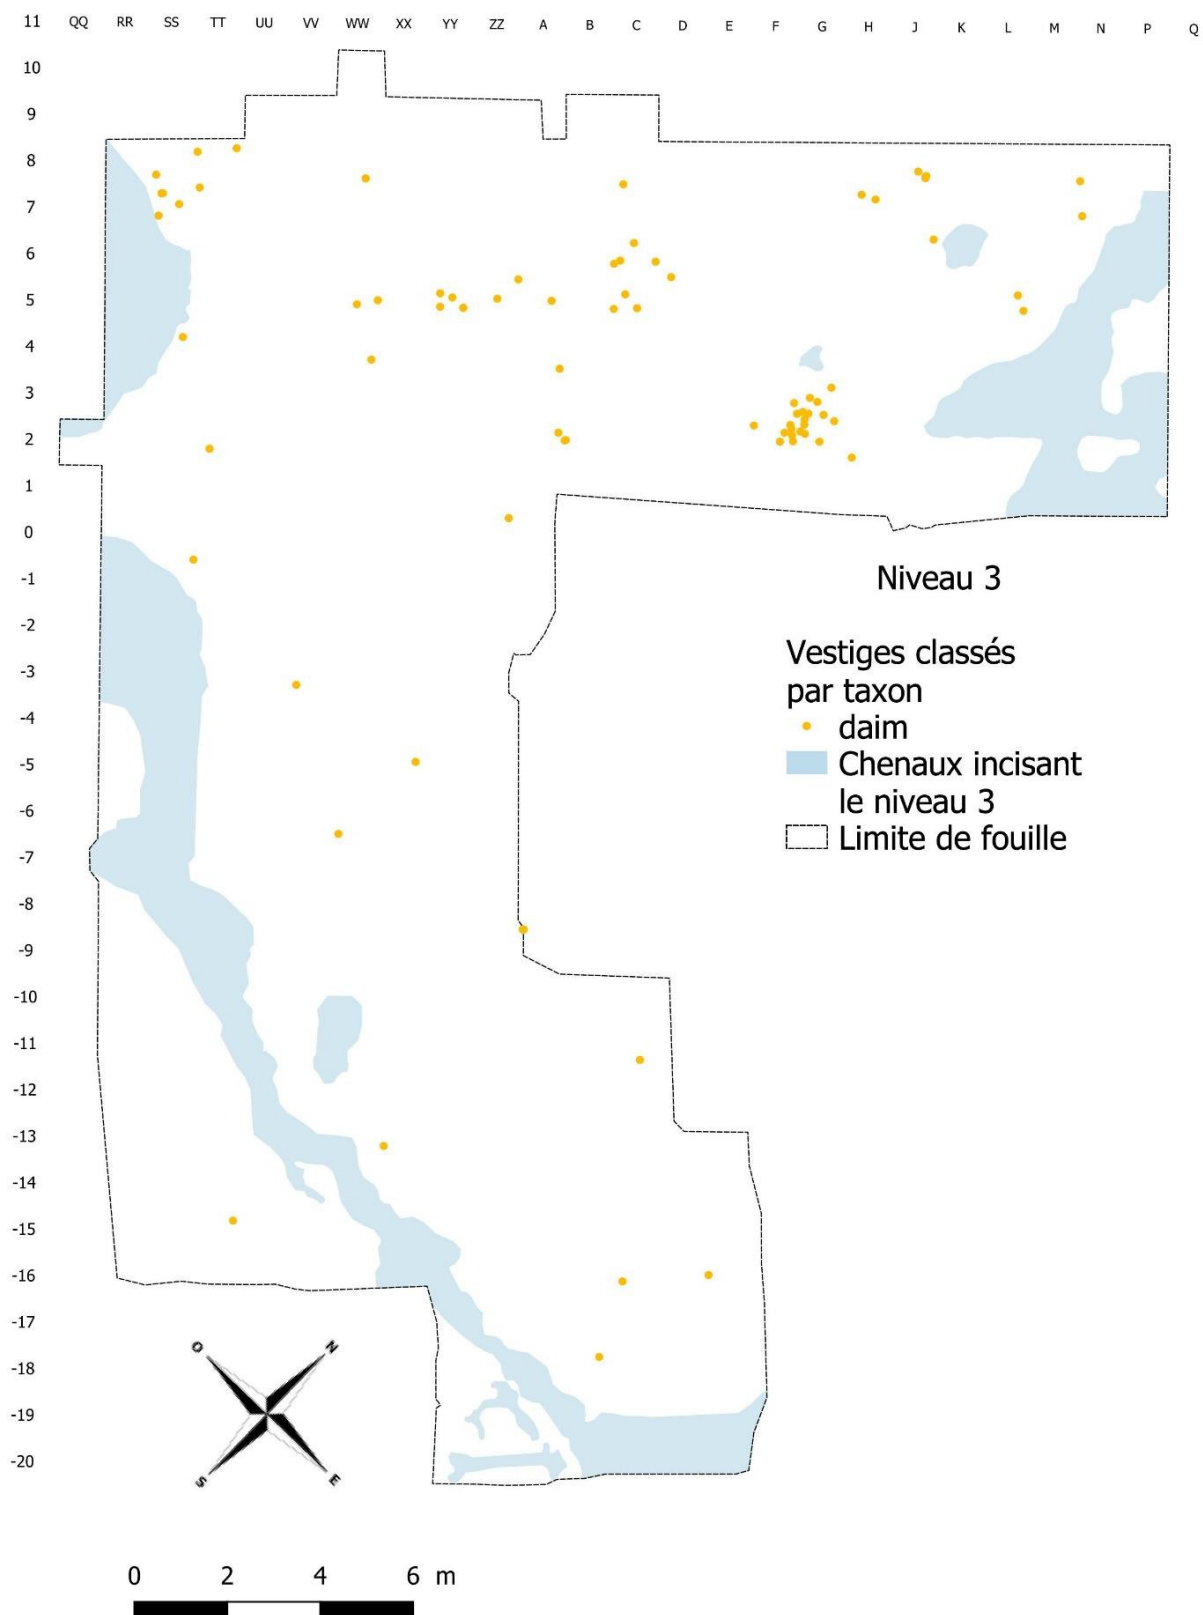 11 QQ RR SS TT UU VV WW XX YY ZZ A B C D E F G H J K L M N P Q
10
9
8
7
6
5
4
3
2
1
0
-1
-2
-3
-4
-5
-6
-7
-8
-9
-10
-11
-12
-13
-14
-15
-16
-17
-18
-19
-20
Niveau 3
Vestiges classés
par taxon
daim
Chenaux incisant
le niveau 3
Limite de fouille
O N
S E
0 2 4 6 m